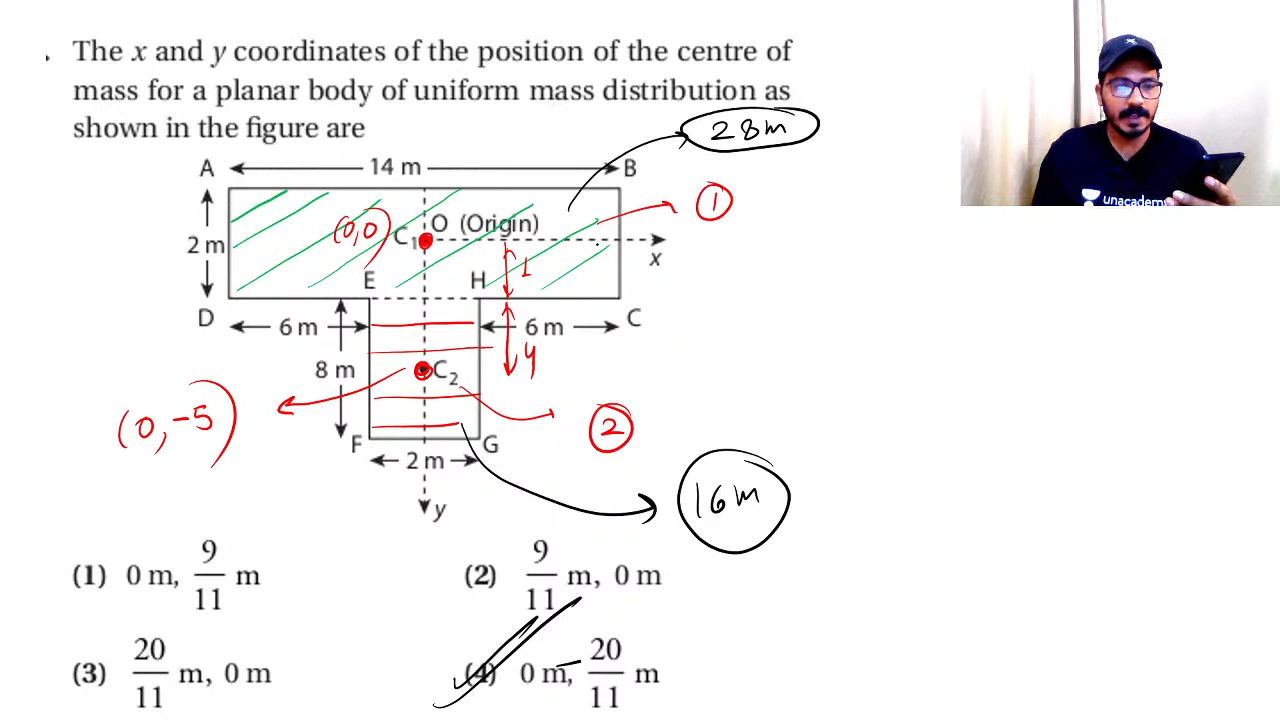 . The x and y coordinates of the position of the centre of
mass for a planar body of uniform mass distribution as
shown in the figure are
28m
A 14 m B
1
(0,0) C₁ O (Origin)
2 m
x
E H 1
D 6 m 6 m C
8 m C₂ 4
(0,-5)
2
F G
2 m
16m
y
(1) 0 m, 9/11 m
(2) 9/11 m, 0 m
(3) 20/11 m, 0 m
(4) 0 m, - 20/11 m
unacademy